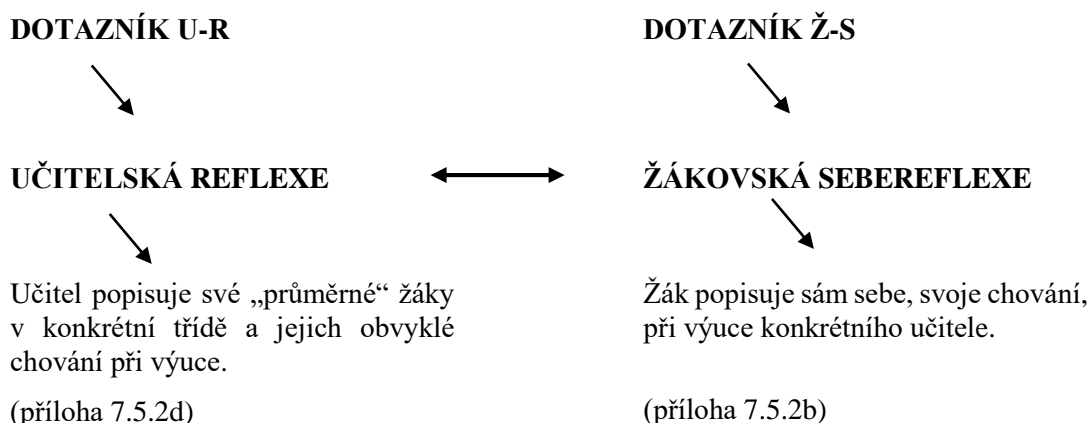 DOTAZNÍK U-R
UČITELSKÁ REFLEXE
Učitel popisuje své „průměrné“ žáky
v konkrétní třídě a jejich obvyklé
chování při výuce.
(příloha 7.5.2d)
DOTAZNÍK Ž-S
ŽÁKOVSKÁ SEBEREFLEXE
Žák popisuje sám sebe, svoje chování,
při výuce konkrétního učitele.
(příloha 7.5.2b)